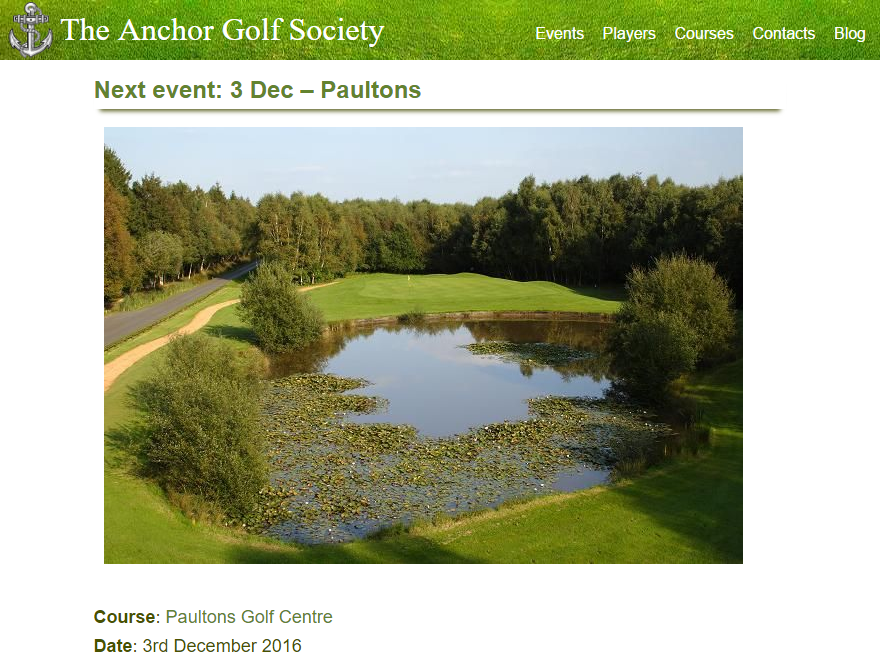 The Anchor Golf Society
Events Players Courses Contacts Blog
Next event: 3 Dec – Paultons
Course: Paultons Golf Centre
Date: 3rd December 2016